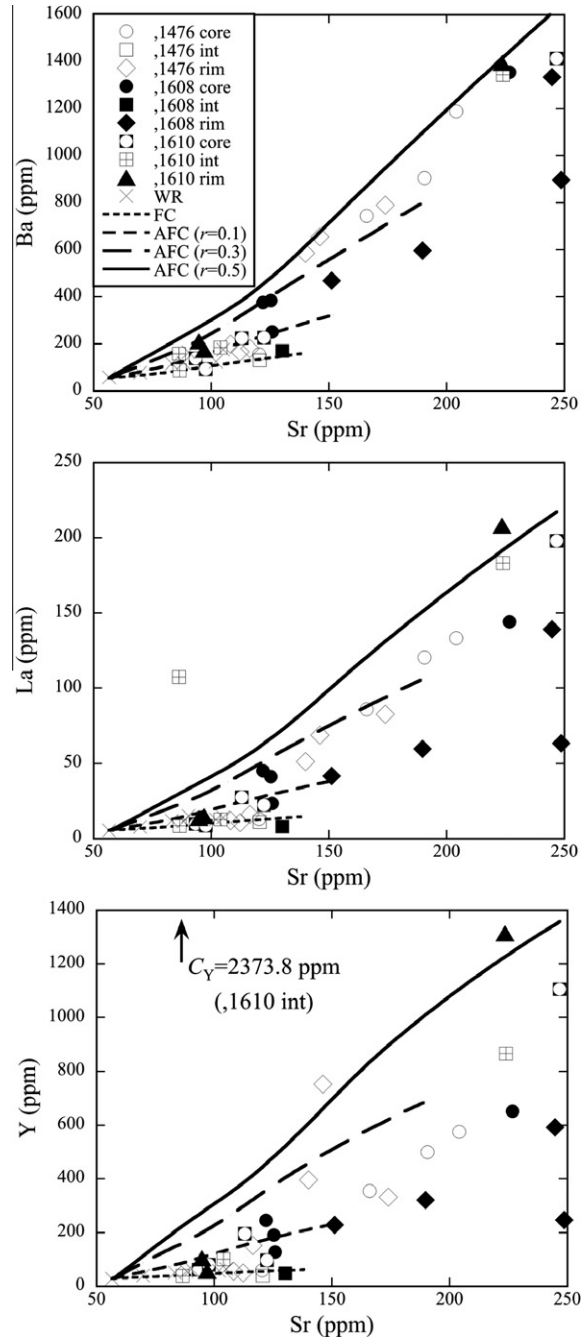 1600
1400
1200
1000
800
600
400
200
0
Ba (ppm)
,1476 core
,1476 int
,1476 rim
,1608 core
,1608 int
,1608 rim
,1610 core
,1610 int
,1610 rim
WR
FC
AFC (r=0.1)
AFC (r=0.3)
AFC (r=0.5)
50 100 150 200 250
Sr (ppm)
250
200
150
100
50
0
La (ppm)
50 100 150 200 250
Sr (ppm)
1400
1200
1000
800
600
400
200
0
Y (ppm)
C_Y=2373.8 ppm
(,1610 int)
50 100 150 200 250
Sr (ppm)